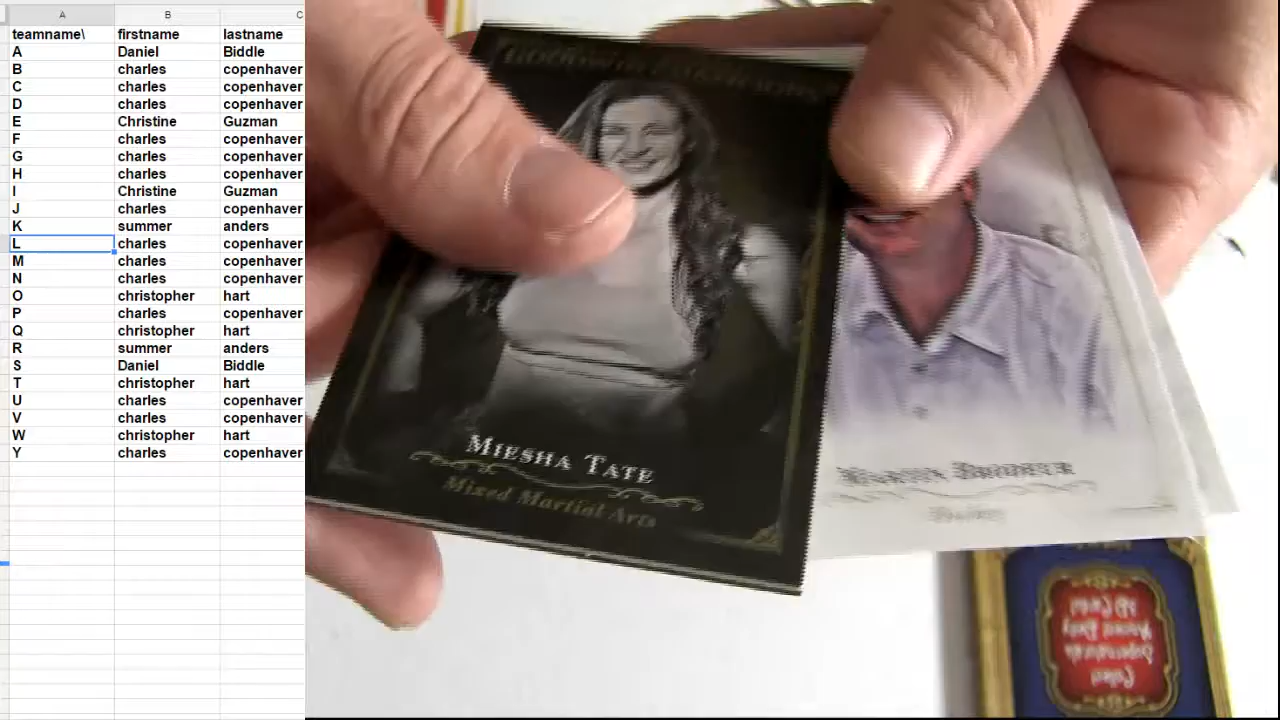 A B C
teamname\ firstname lastname
A Daniel Biddle
B charles copenhaver
C charles copenhaver
D charles copenhaver
E Christine Guzman
F charles copenhaver
G charles copenhaver
H charles copenhaver
I Christine Guzman
J charles copenhaver
K summer anders
L charles copenhaver
M charles copenhaver
N charles copenhaver
O christopher hart
P charles copenhaver
Q christopher hart
R summer anders
S Daniel Biddle
T christopher hart
U charles copenhaver
V charles copenhaver
W christopher hart
Y charles copenhaver
MIESHA TATE
Mixed Martial Arts